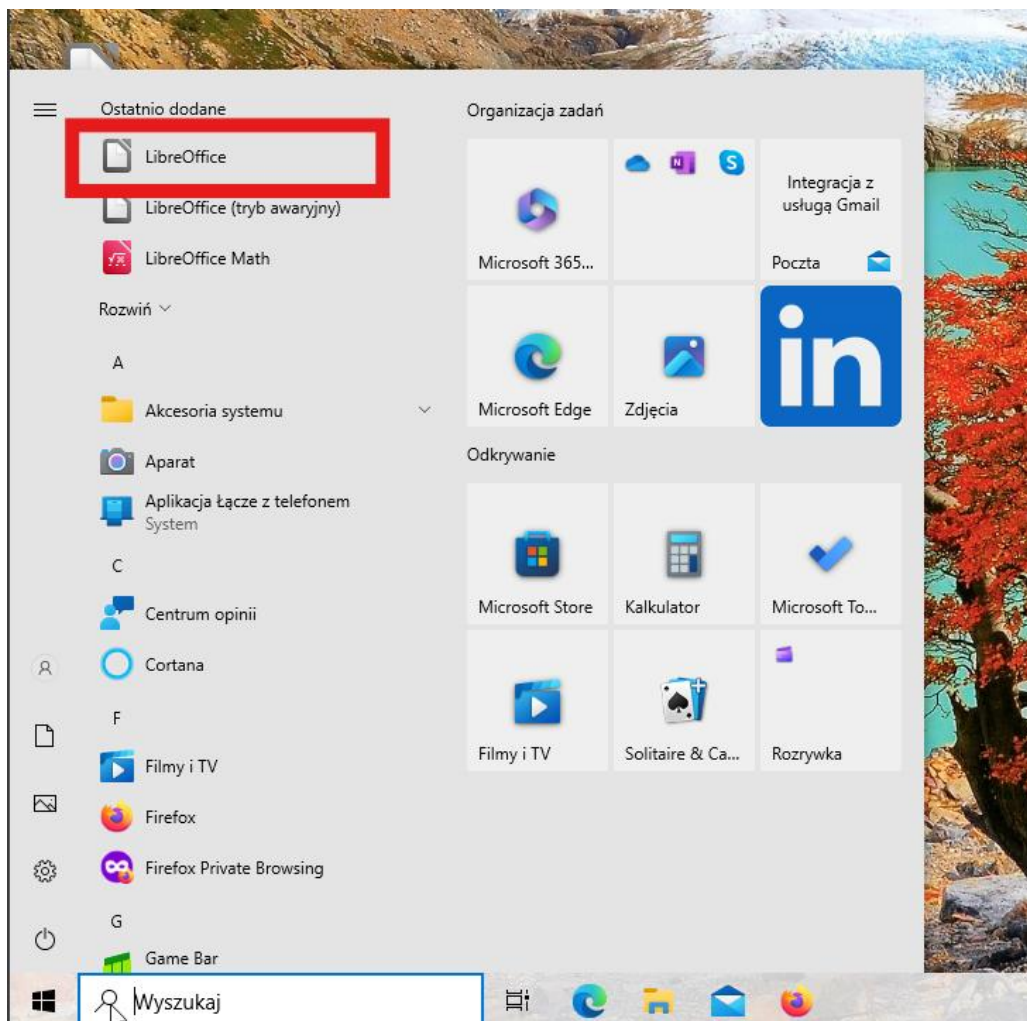 Ostatnio dodane
LibreOffice
LibreOffice (tryb awaryjny)
LibreOffice Math
Rozwiń
A
Akcesoria systemu
Aparat
Aplikacja Łącze z telefonem
System
C
Centrum opinii
Cortana
F
Filmy i TV
Firefox
Firefox Private Browsing
G
Game Bar
Organizacja zadań
Microsoft 365...
Integracja z
usługą Gmail
Poczta
Microsoft Edge
Zdjęcia
in
Odkrywanie
Microsoft Store
Kalkulator
Microsoft To...
Filmy i TV
Solitaire & Ca...
Rozrywka
Wyszukaj